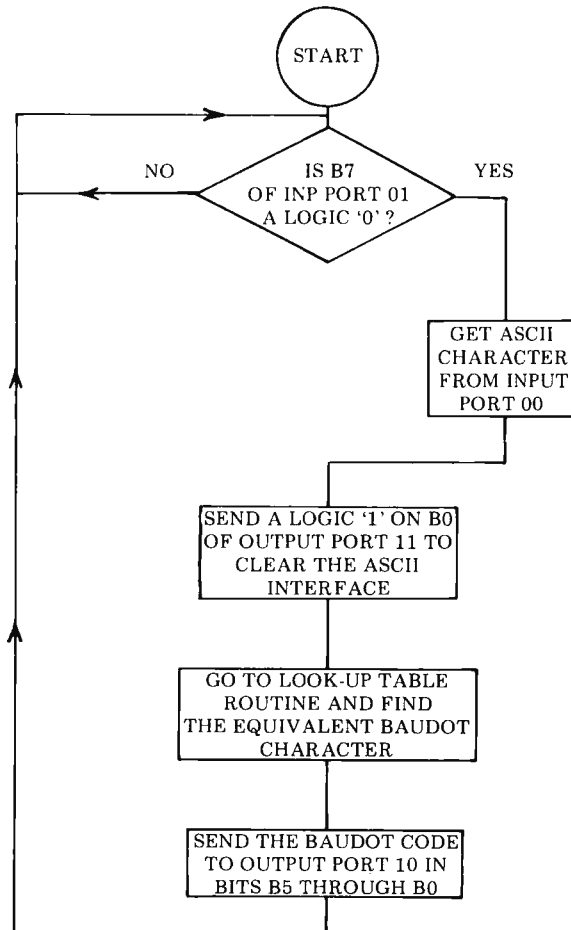 START
NO
IS B7
OF INP PORT 01
A LOGIC ‘0’ ?
YES
GET ASCII
CHARACTER
FROM INPUT
PORT 00
SEND A LOGIC ‘1’ ON B0
OF OUTPUT PORT 11 TO
CLEAR THE ASCII
INTERFACE
GO TO LOOK-UP TABLE
ROUTINE AND FIND
THE EQUIVALENT BAUDOT
CHARACTER
SEND THE BAUDOT CODE
TO OUTPUT PORT 10 IN
BITS B5 THROUGH B0